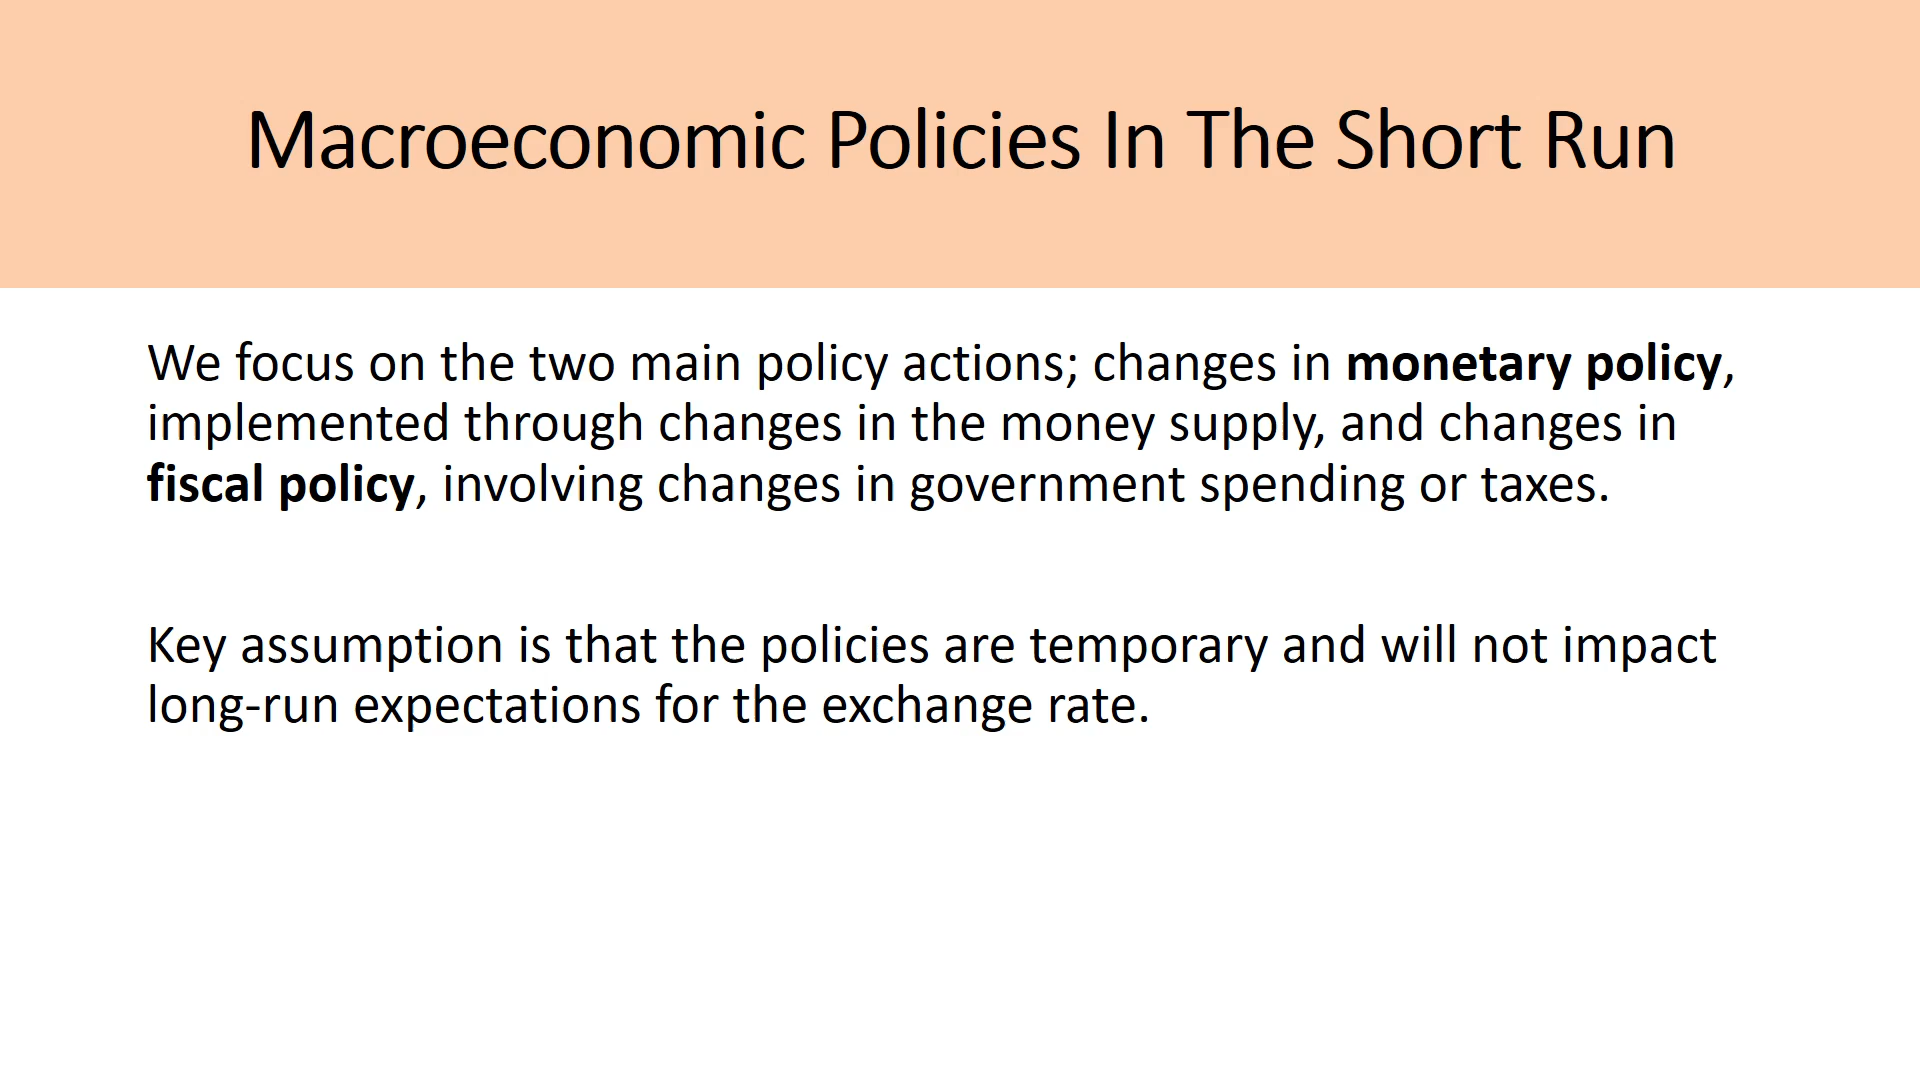 Macroeconomic Policies In The Short Run
We focus on the two main policy actions; changes in monetary policy,
implemented through changes in the money supply, and changes in
fiscal policy, involving changes in government spending or taxes.
Key assumption is that the policies are temporary and will not impact
long-run expectations for the exchange rate.